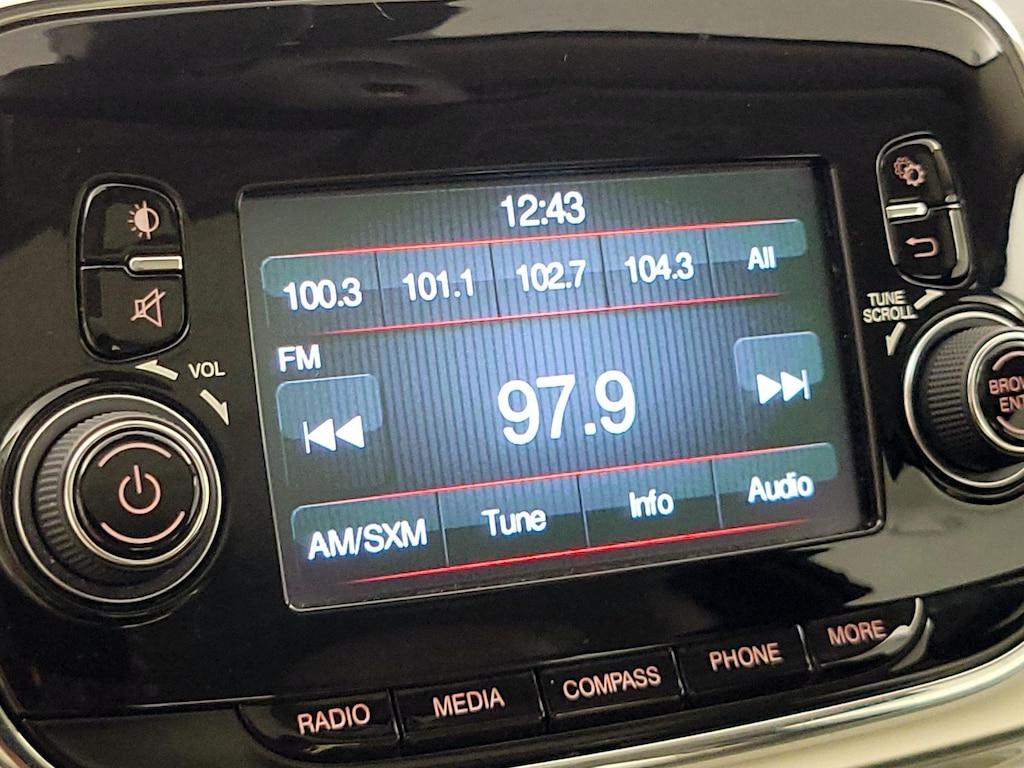 12:43
100.3 101.1 102.7 104.3 All
FM
97.9
AM/SXM Tune Info Audio
VOL
TUNE
SCROLL
RADIO MEDIA COMPASS PHONE MORE